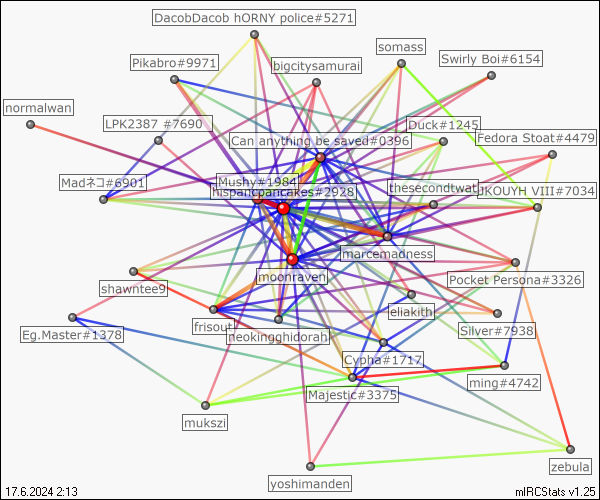 DacobDacob hORNY police#5271
somass
Pikabro#9971
bigcitysamurai
Swirly Boi#6154
normalwan
LPK2387 #7690
Duck#1245
Can anything be saved#0396
Fedora Stoat#4479
Madネコ#6901
Mushy#1984
thesecondtwat
JKOUYH VIII#7034
hispanicpancakes#2928
marcemadness
moonraven
Pocket Persona#3326
shawntee9
eliakith
frisout
Silver#7938
Eg.Master#1378
neokingghidorah
Cypha#1717
ming#4742
Majestic#3375
mukszi
zebula
yoshimanden
17.6.2024 2:13
mIRCStats v1.25